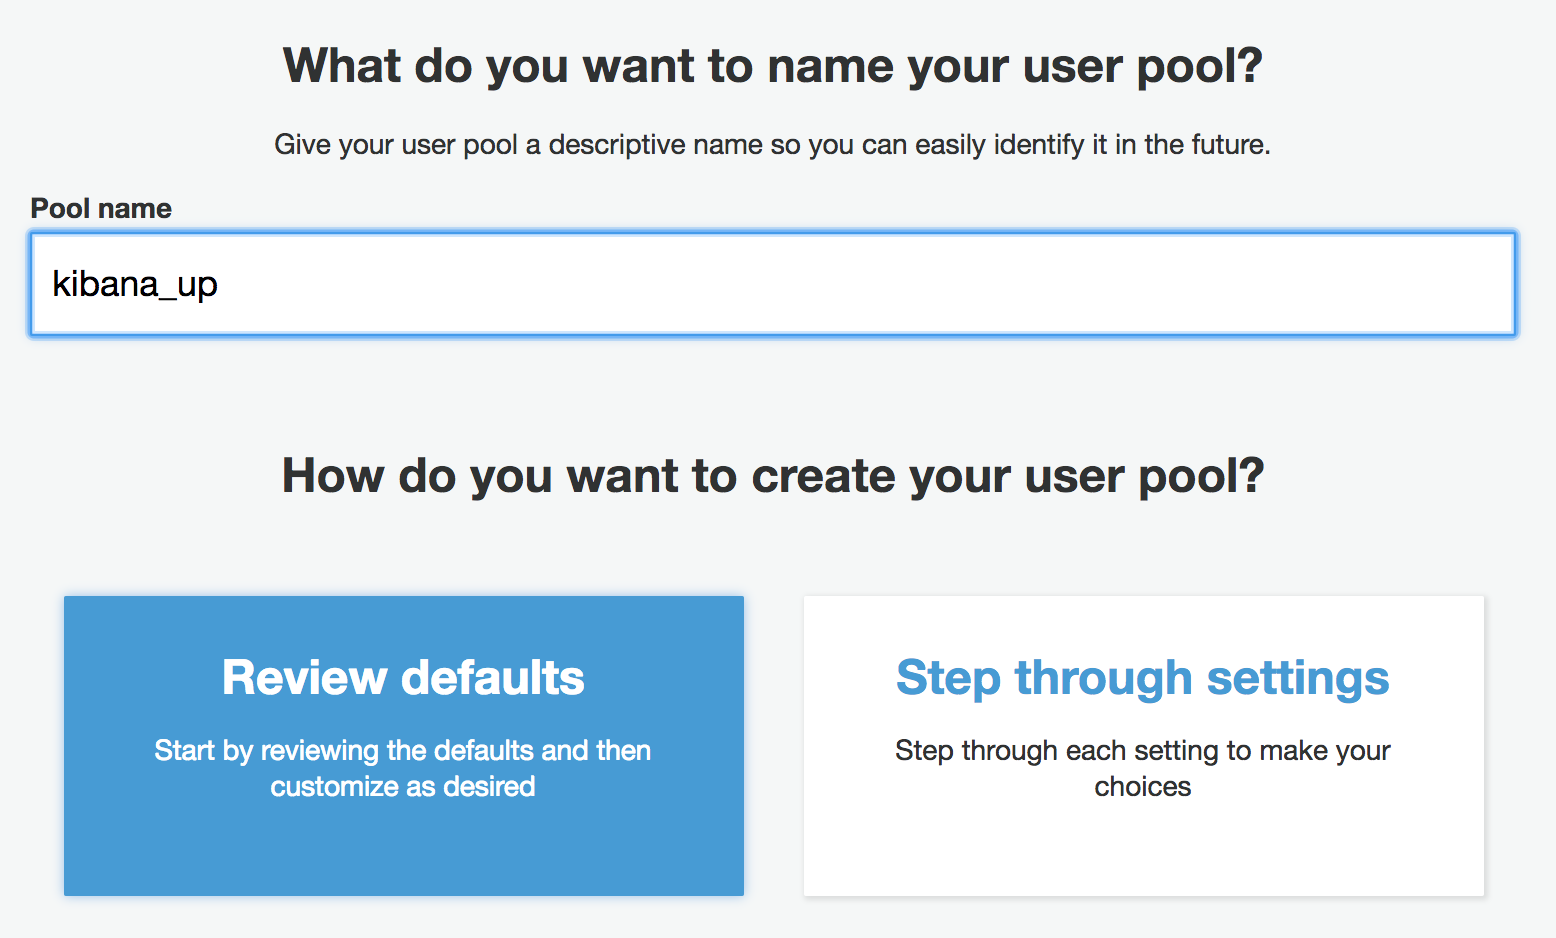 What do you want to name your user pool?
Give your user pool a descriptive name so you can easily identify it in the future.
Pool name
kibana_up
How do you want to create your user pool?
Review defaults
Start by reviewing the defaults and then
customize as desired
Step through settings
Step through each setting to make your
choices